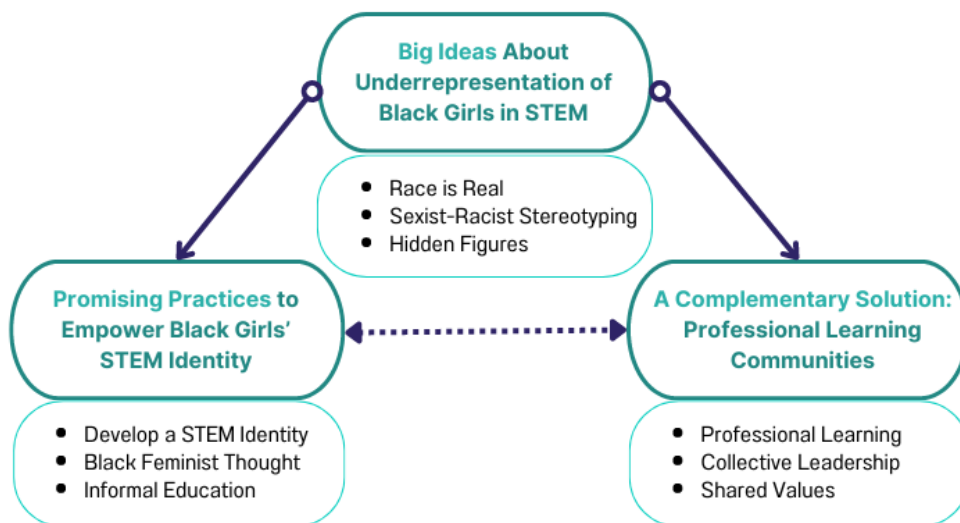 Big Ideas About
Underrepresentation of
Black Girls in STEM
• Race is Real
• Sexist-Racist Stereotyping
• Hidden Figures
Promising Practices to
Empower Black Girls’
STEM Identity
• Develop a STEM Identity
• Black Feminist Thought
• Informal Education
A Complementary Solution:
Professional Learning
Communities
• Professional Learning
• Collective Leadership
• Shared Values